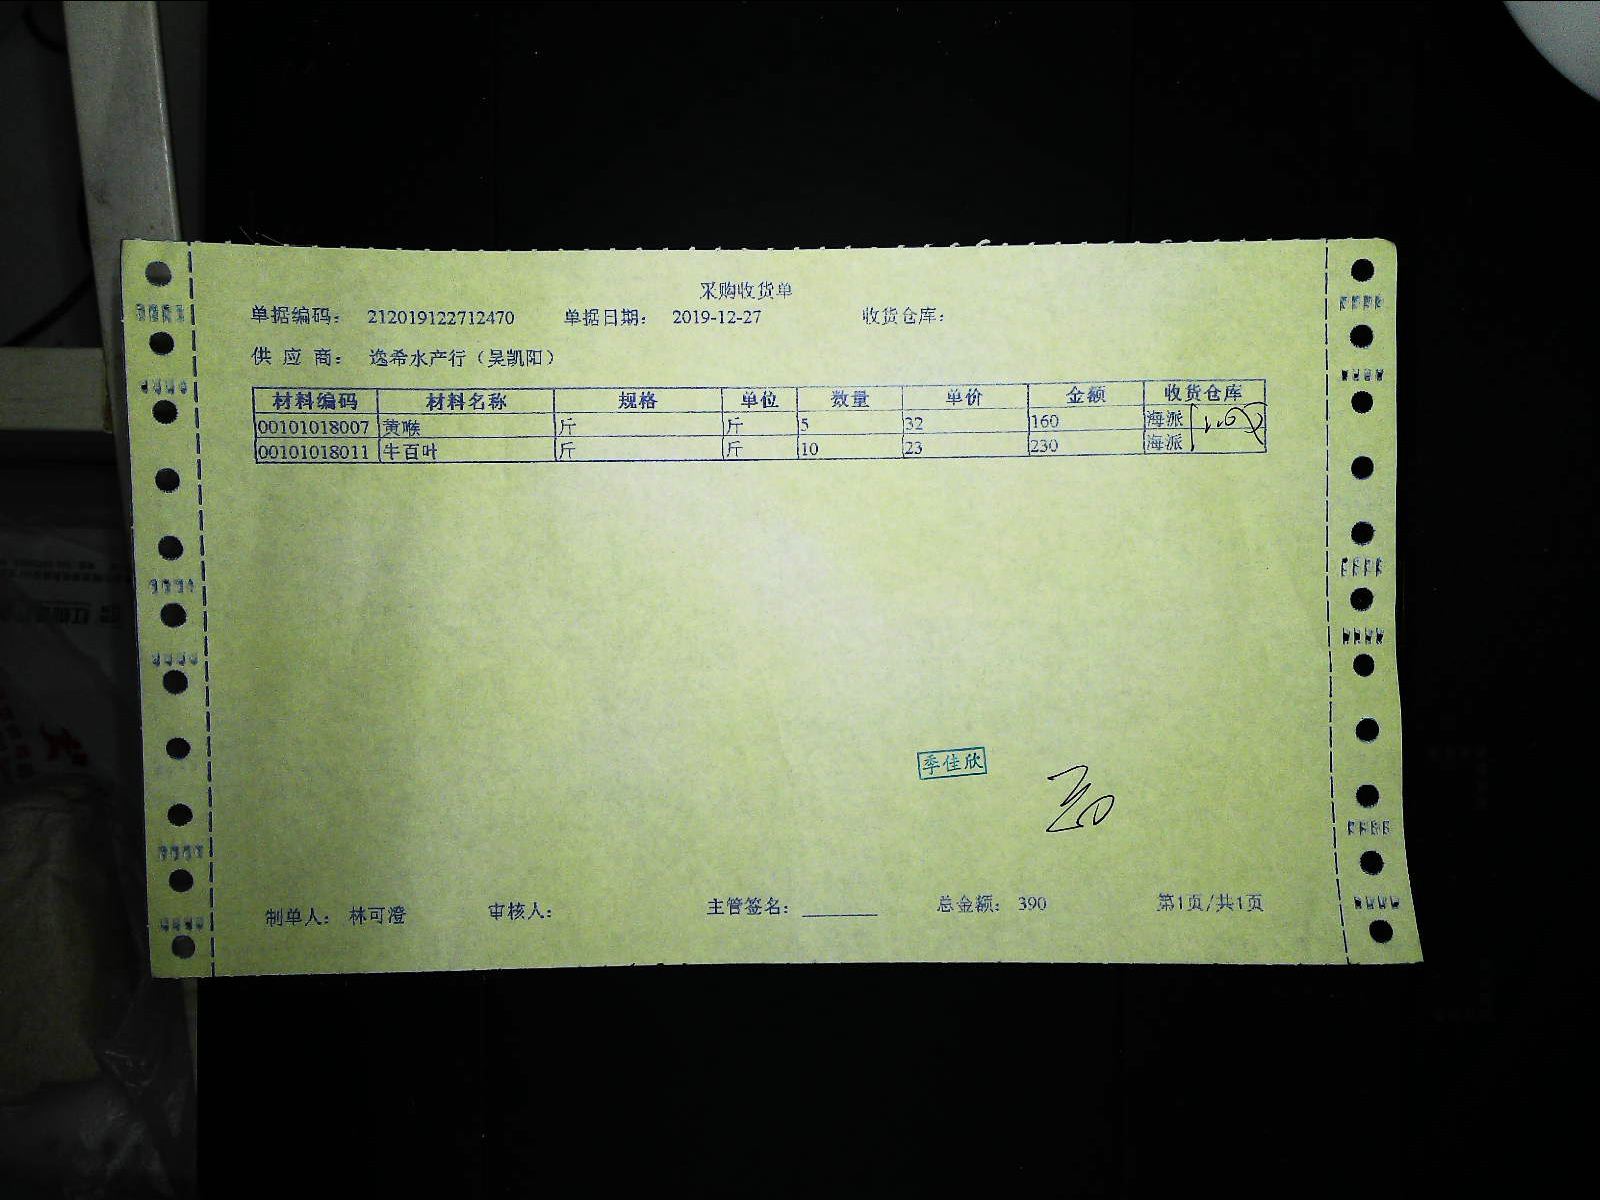 采购收货单
单据编码： 212019122712470 单据日期： 2019-12-27 收货仓库：
供 应 商： 逸希水产行（吴凯阳）
材料编码 材料名称 规格 单位 数量 单价 金额 收货仓库
00101018007 黄喉 斤 斤 5 32 160 海派
00101018011 牛百叶 斤 斤 10 23 230 海派
季佳欣
制单人： 林可澄 审核人： 主管签名： 总金额： 390 第1页/共1页